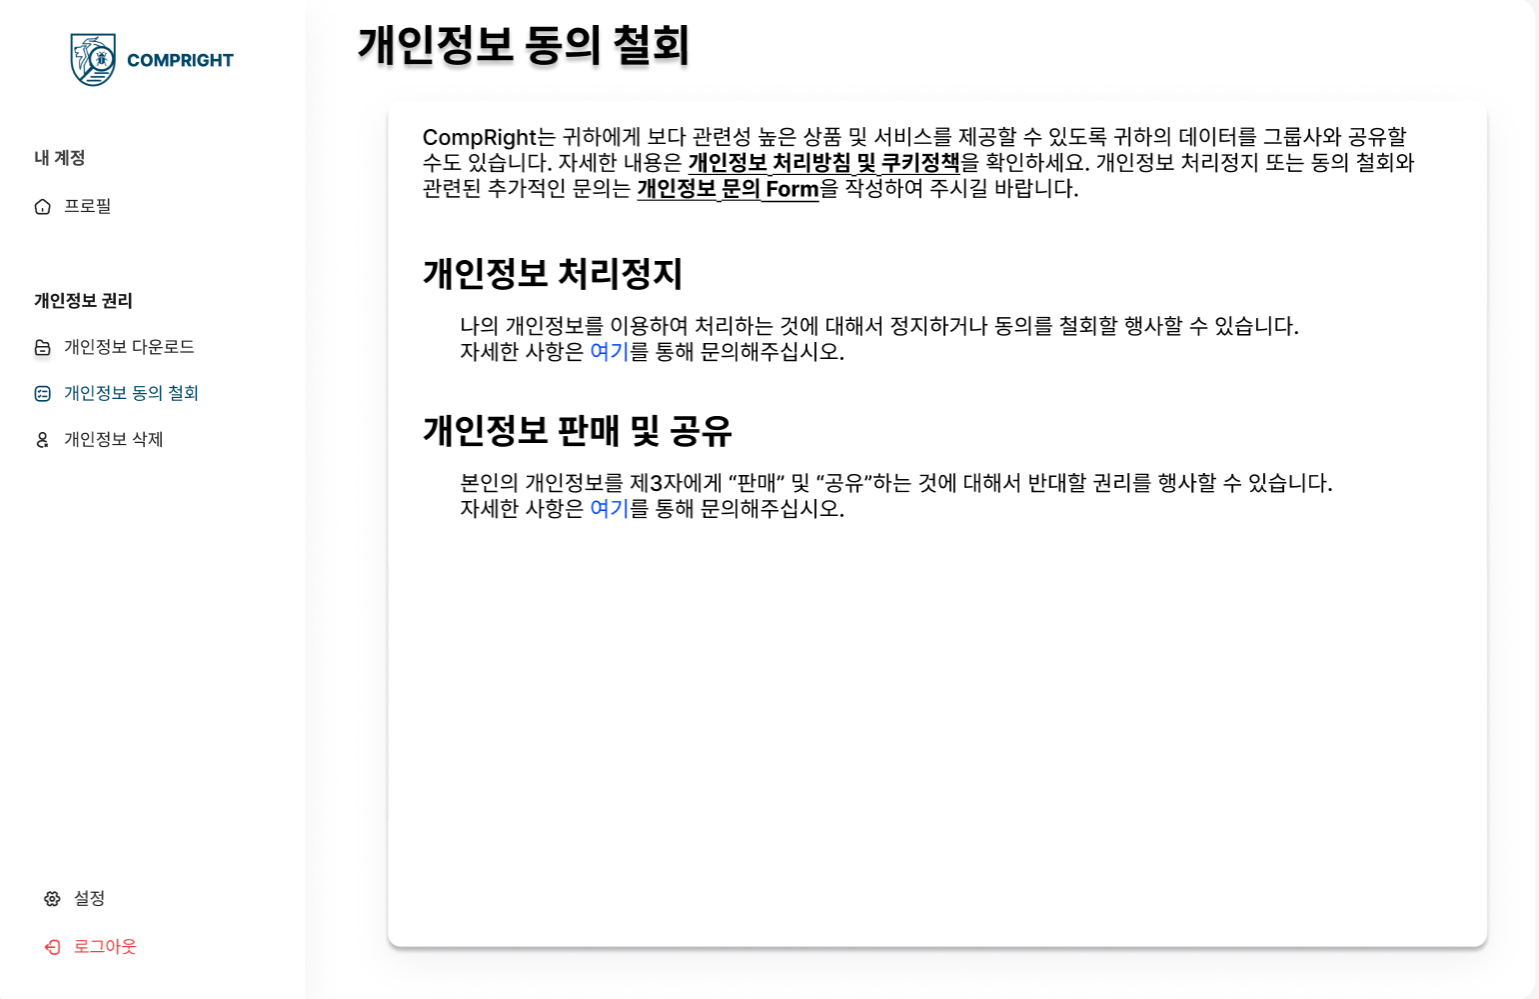 COMPRIGHT
내 계정
프로필
개인정보 권리
개인정보 다운로드
개인정보 동의 철회
개인정보 삭제
설정
로그아웃
개인정보 동의 철회
CompRight는 귀하에게 보다 관련성 높은 상품 및 서비스를 제공할 수 있도록 귀하의 데이터를 그룹사와 공유할
수도 있습니다. 자세한 내용은 개인정보 처리방침 및 쿠키정책을 확인하세요. 개인정보 처리정지 또는 동의 철회와
관련된 추가적인 문의는 개인정보 문의 Form을 작성하여 주시길 바랍니다.
개인정보 처리정지
나의 개인정보를 이용하여 처리하는 것에 대해서 정지하거나 동의를 철회할 행사할 수 있습니다.
자세한 사항은 여기를 통해 문의해주십시오.
개인정보 판매 및 공유
본인의 개인정보를 제3자에게 “판매” 및 “공유”하는 것에 대해서 반대할 권리를 행사할 수 있습니다.
자세한 사항은 여기를 통해 문의해주십시오.